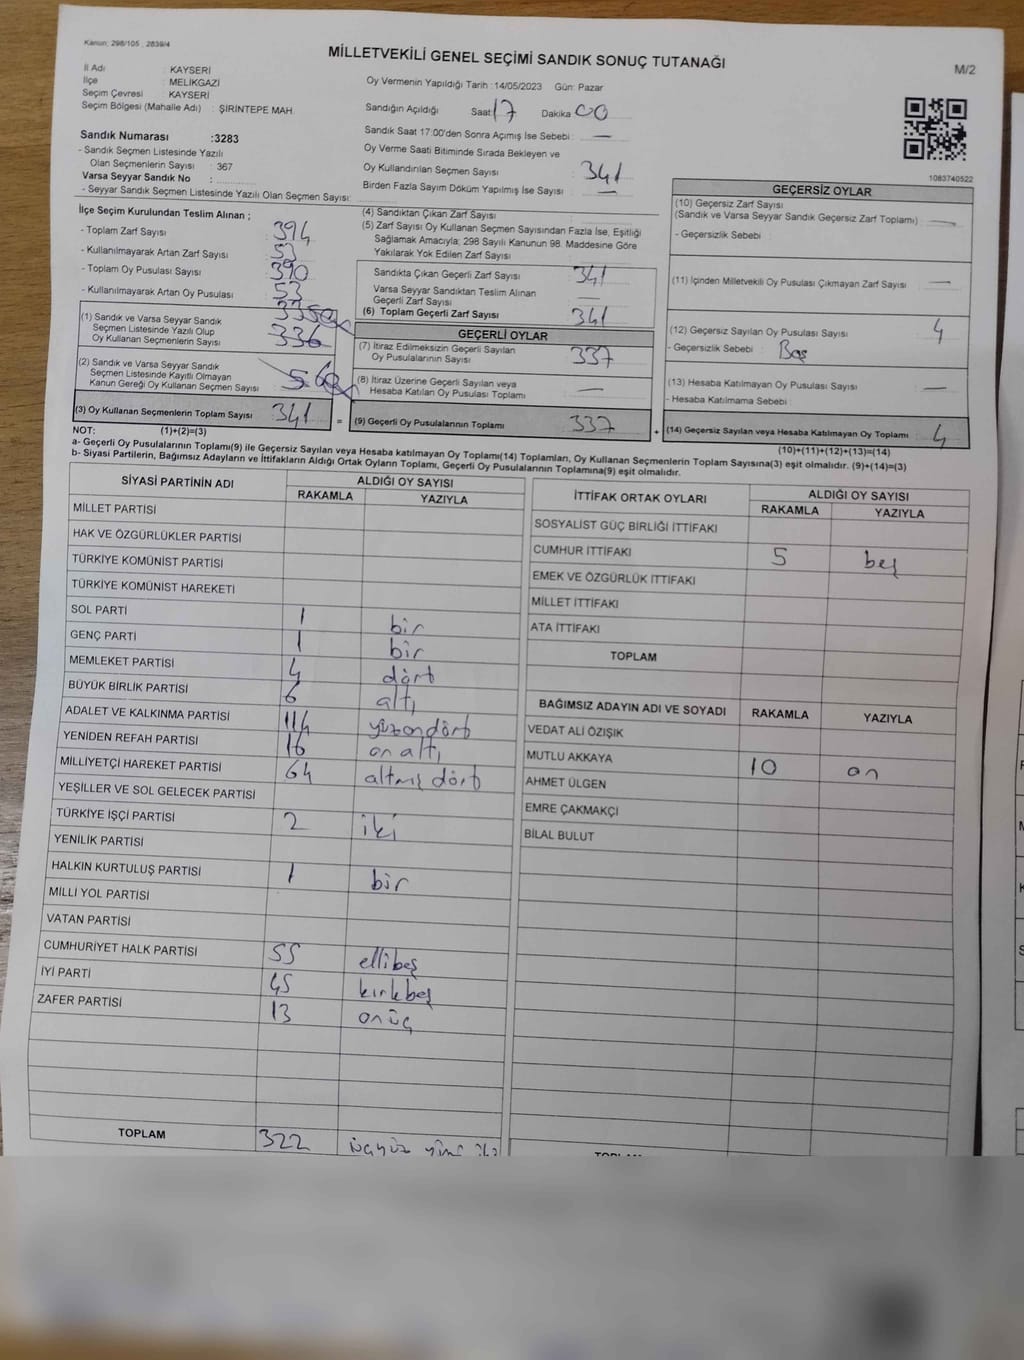 Kanun; 298/105 , 2839/4
MİLLETVEKİLİ GENEL SEÇİMİ SANDIK SONUÇ TUTANAĞI
M/2
İl Adı : KAYSERİ
İlçe : MELİKGAZİ
Seçim Çevresi : KAYSERİ
Seçim Bölgesi (Mahalle Adı) : ŞİRİNTEPE MAH.
Sandık Numarası :3283
- Sandık Seçmen Listesinde Yazılı
Olan Seçmenlerin Sayısı : 367
Varsa Seyyar Sandık No :
- Seyyar Sandık Seçmen Listesinde Yazılı Olan Seçmen Sayısı:
Oy Vermenin Yapıldığı Tarih : 14/05/2023 Gün: Pazar
Sandığın Açıldığı Saat 17 Dakika 00
Sandık Saat 17:00'den Sonra Açılmış İse Sebebi : —
Oy Verme Saati Bitiminde Sırada Bekleyen ve
Oy Kullandırılan Seçmen Sayısı 341
Birden Fazla Sayım Döküm Yapılmış İse Sayısı —
1083740522
İlçe Seçim Kurulundan Teslim Alınan ;
- Toplam Zarf Sayısı : 394
- Kullanılmayarak Artan Zarf Sayısı : 53
- Toplam Oy Pusulası Sayısı : 390
- Kullanılmayarak Artan Oy Pusulası : 53
(1) Sandık ve Varsa Seyyar Sandık
Seçmen Listesinde Yazılı Olup
Oy Kullanan Seçmenlerin Sayısı : 336
(2) Sandık ve Varsa Seyyar Sandık
Seçmen Listesinde Kayıtlı Olmayan
Kanun Gereği Oy Kullanan Seçmen Sayısı : 5
(3) Oy Kullanan Seçmenlerin Toplam Sayısı : 341 =
(4) Sandıktan Çıkan Zarf Sayısı
(5) Zarf Sayısı Oy Kullanan Seçmen Sayısından Fazla İse, Eşitliği
Sağlamak Amacıyla; 298 Sayılı Kanunun 98. Maddesine Göre
Yakılarak Yok Edilen Zarf Sayısı
Sandıkta Çıkan Geçerli Zarf Sayısı 341
Varsa Seyyar Sandıktan Teslim Alınan
Geçerli Zarf Sayısı —
(6) Toplam Geçerli Zarf Sayısı 341
GEÇERLİ OYLAR
(7) İtiraz Edilmeksizin Geçerli Sayılan
Oy Pusulalarının Sayısı : 337
(8) İtiraz Üzerine Geçerli Sayılan veya
Hesaba Katılan Oy Pusulası Toplamı : —
(9) Geçerli Oy Pusulalarının Toplamı : 337 +
GEÇERSİZ OYLAR
(10) Geçersiz Zarf Sayısı
(Sandık ve Varsa Seyyar Sandık Geçersiz Zarf Toplamı) : —
- Geçersizlik Sebebi :
(11) İçinden Milletvekili Oy Pusulası Çıkmayan Zarf Sayısı : —
(12) Geçersiz Sayılan Oy Pusulası Sayısı : 4
- Geçersizlik Sebebi : Boş
(13) Hesaba Katılmayan Oy Pusulası Sayısı : —
- Hesaba Katılmama Sebebi :
(14) Geçersiz Sayılan veya Hesaba Katılmayan Oy Toplamı : 4
NOT: (1)+(2)=(3)
(10)+(11)+(12)+(13)=(14)
a- Geçerli Oy Pusulalarının Toplamı(9) ile Geçersiz Sayılan veya Hesaba katılmayan Oy Toplamı(14) Toplamları, Oy Kullanan Seçmenlerin Toplam Sayısına(3) eşit olmalıdır. (9)+(14)=(3)
b- Siyasi Partilerin, Bağımsız Adayların ve İttifakların Aldığı Ortak Oyların Toplamı, Geçerli Oy Pusulalarının Toplamına(9) eşit olmalıdır.
SİYASİ PARTİNİN ADI ALDIĞI OY SAYISI
RAKAMLA YAZIYLA
MİLLET PARTİSİ
HAK VE ÖZGÜRLÜKLER PARTİSİ
TÜRKİYE KOMÜNİST PARTİSİ
TÜRKİYE KOMÜNİST HAREKETİ
SOL PARTİ 1 bir
GENÇ PARTİ 1 bir
MEMLEKET PARTİSİ 4 dört
BÜYÜK BİRLİK PARTİSİ 6 altı
ADALET VE KALKINMA PARTİSİ 114 yüzondört
YENİDEN REFAH PARTİSİ 16 on altı
MİLLİYETÇİ HAREKET PARTİSİ 64 altmış dört
YEŞİLLER VE SOL GELECEK PARTİSİ
TÜRKİYE İŞÇİ PARTİSİ 2 iki
YENİLİK PARTİSİ
HALKIN KURTULUŞ PARTİSİ 1 bir
MİLLİ YOL PARTİSİ
VATAN PARTİSİ
CUMHURİYET HALK PARTİSİ 55 ellibeş
İYİ PARTİ 45 kırkbeş
ZAFER PARTİSİ 13 onüç
TOPLAM 322 üçyüz yirmi iki
İTTİFAK ORTAK OYLARI ALDIĞI OY SAYISI
RAKAMLA YAZIYLA
SOSYALİST GÜÇ BİRLİĞİ İTTİFAKI
CUMHUR İTTİFAKI 5 beş
EMEK VE ÖZGÜRLÜK İTTİFAKI
MİLLET İTTİFAKI
ATA İTTİFAKI
TOPLAM
BAĞIMSIZ ADAYIN ADI VE SOYADI RAKAMLA YAZIYLA
VEDAT ALİ ÖZIŞIK
MUTLU AKKAYA 10 on
AHMET ÜLGEN
EMRE ÇAKMAKÇİ
BİLAL BULUT
TOPLAM